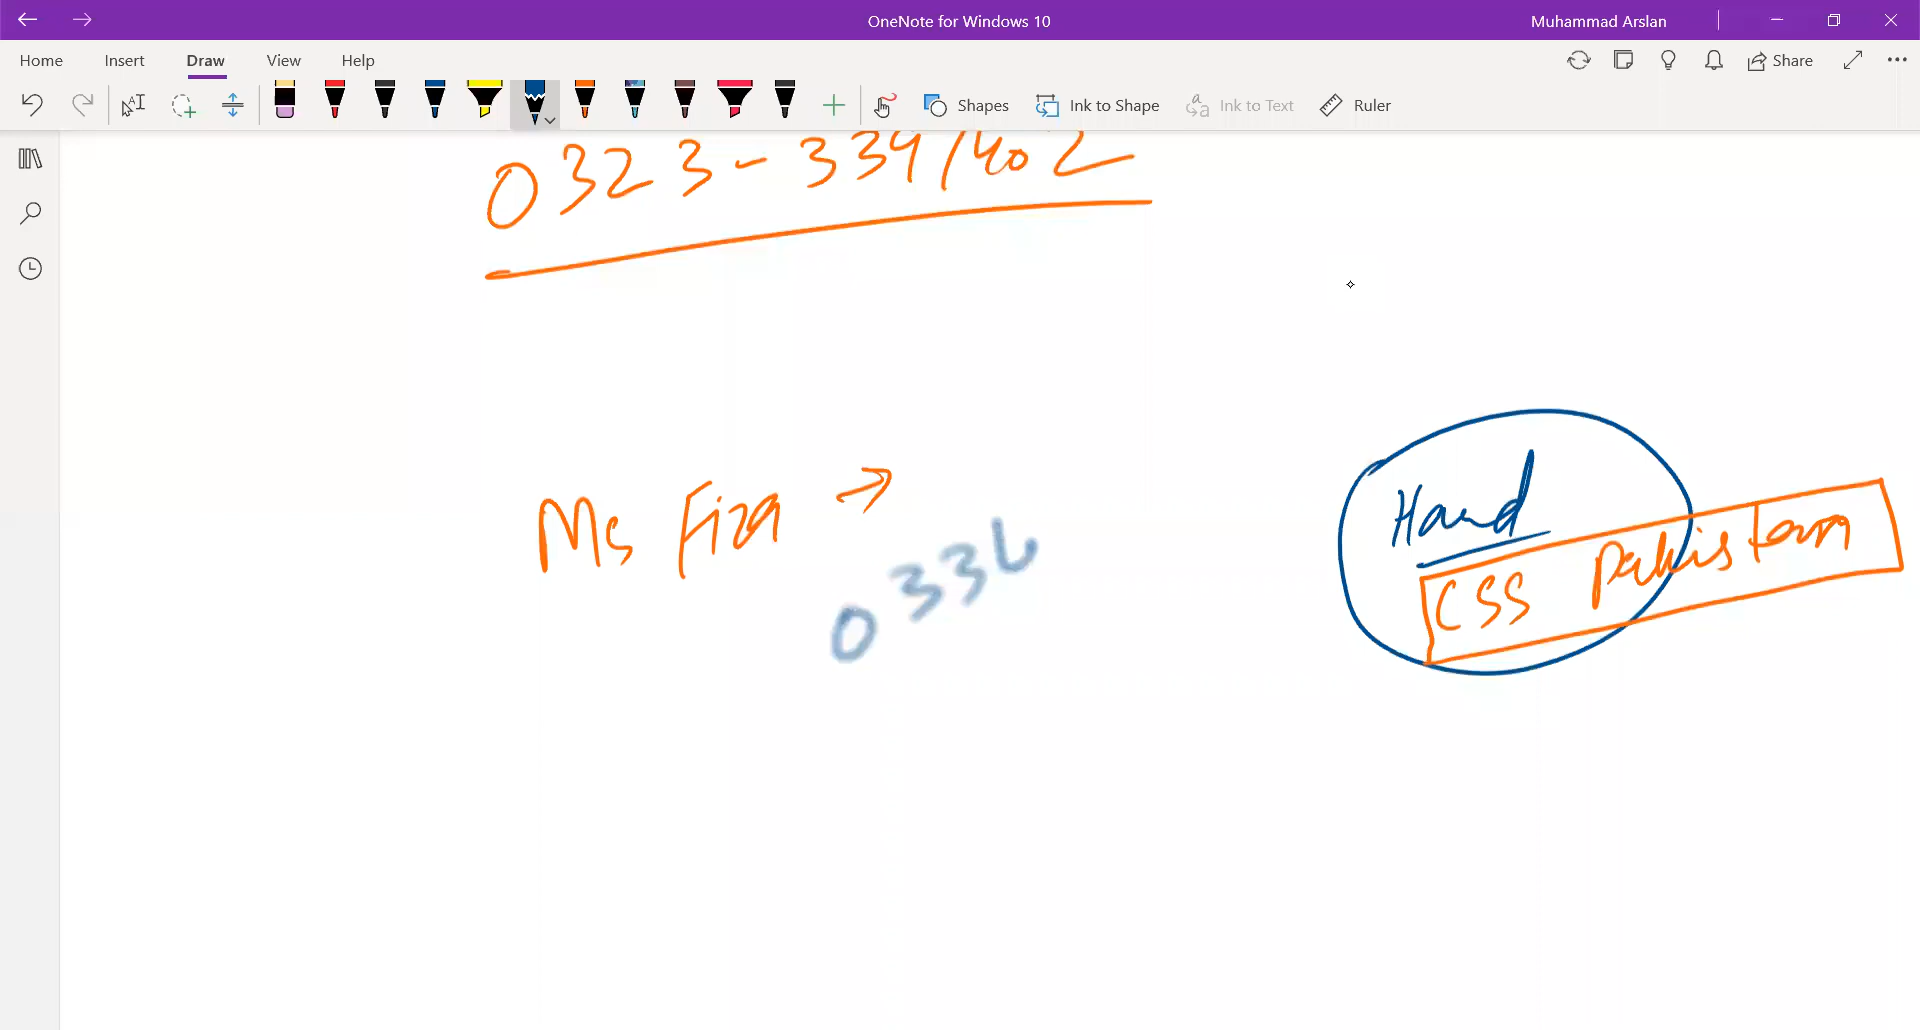 OneNote for Windows 10
Muhammad Arslan
Home Insert Draw View Help
Share
Shapes Ink to Shape Ink to Text Ruler
0323-3391402
Ms Fiza →
0336
Hand
CSS Pakistan